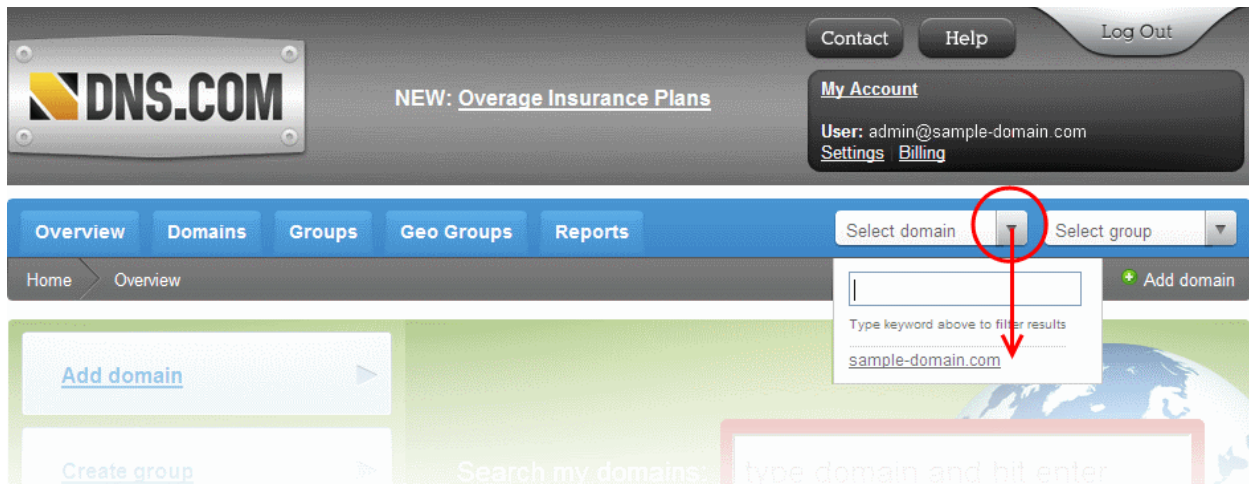 DNS.COM
NEW: Overage Insurance Plans
Contact Help Log Out
My Account
User: admin@sample-domain.com
Settings | Billing
Overview Domains Groups Geo Groups Reports Select domain Select group
Home Overview
Add domain
Type keyword above to filter results
sample-domain.com
Add domain
Create group
Search my domains: type domain and hit enter